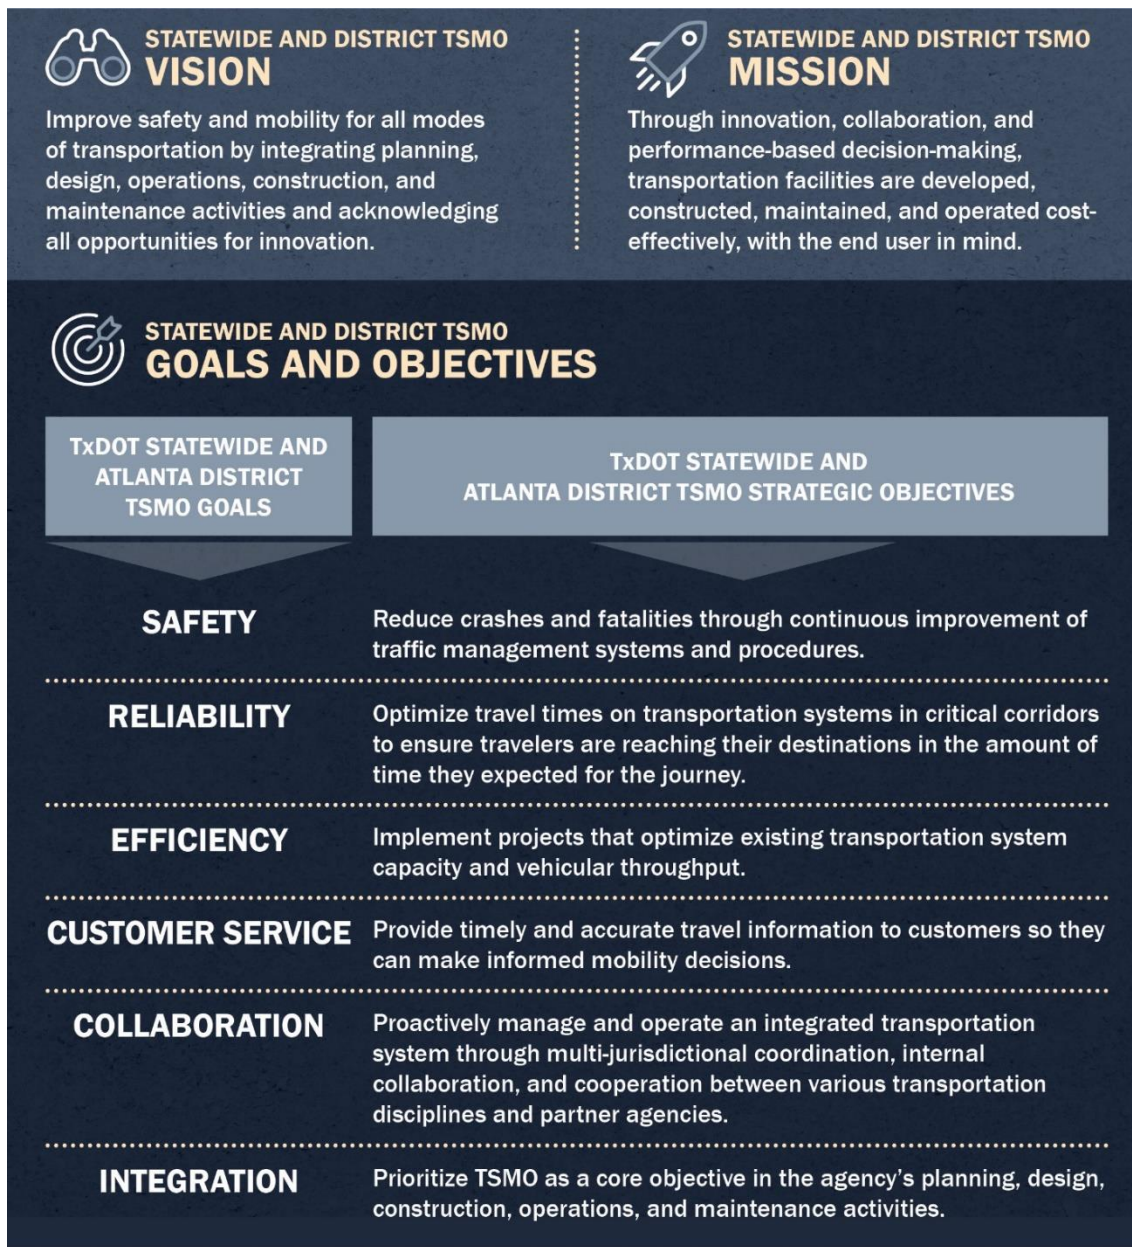 STATEWIDE AND DISTRICT TSMO
VISION
Improve safety and mobility for all modes
of transportation by integrating planning,
design, operations, construction, and
maintenance activities and acknowledging
all opportunities for innovation.
STATEWIDE AND DISTRICT TSMO
MISSION
Through innovation, collaboration, and
performance-based decision-making,
transportation facilities are developed,
constructed, maintained, and operated cost-
effectively, with the end user in mind.
STATEWIDE AND DISTRICT TSMO
GOALS AND OBJECTIVES
TxDOT STATEWIDE AND
ATLANTA DISTRICT
TSMO GOALS
TxDOT STATEWIDE AND
ATLANTA DISTRICT TSMO STRATEGIC OBJECTIVES
SAFETY
Reduce crashes and fatalities through continuous improvement of
traffic management systems and procedures.
RELIABILITY
Optimize travel times on transportation systems in critical corridors
to ensure travelers are reaching their destinations in the amount of
time they expected for the journey.
EFFICIENCY
Implement projects that optimize existing transportation system
capacity and vehicular throughput.
CUSTOMER SERVICE
Provide timely and accurate travel information to customers so they
can make informed mobility decisions.
COLLABORATION
Proactively manage and operate an integrated transportation
system through multi-jurisdictional coordination, internal
collaboration, and cooperation between various transportation
disciplines and partner agencies.
INTEGRATION
Prioritize TSMO as a core objective in the agency’s planning, design,
construction, operations, and maintenance activities.